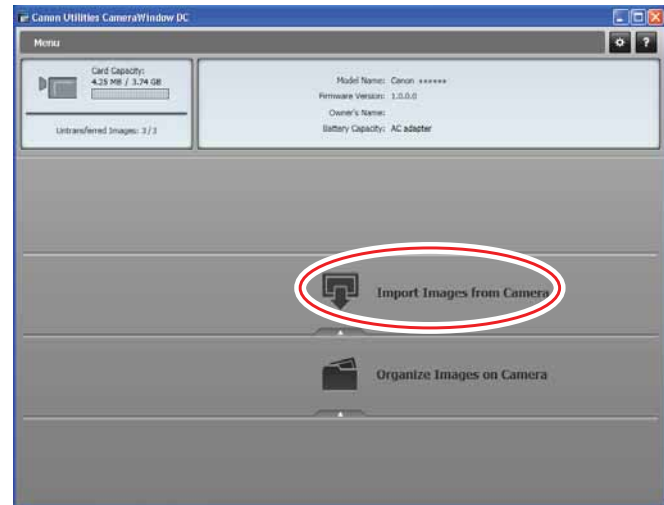 Canon Utilities CameraWindow DC
Menu
?
Card Capacity:
4.25 MB / 3.74 GB
Untransferred Images: 3/3
Model Name: Canon ******
Firmware Version: 1.0.0.0
Owner's Name:
Battery Capacity: AC adapter
Import Images from Camera
Organize Images on Camera